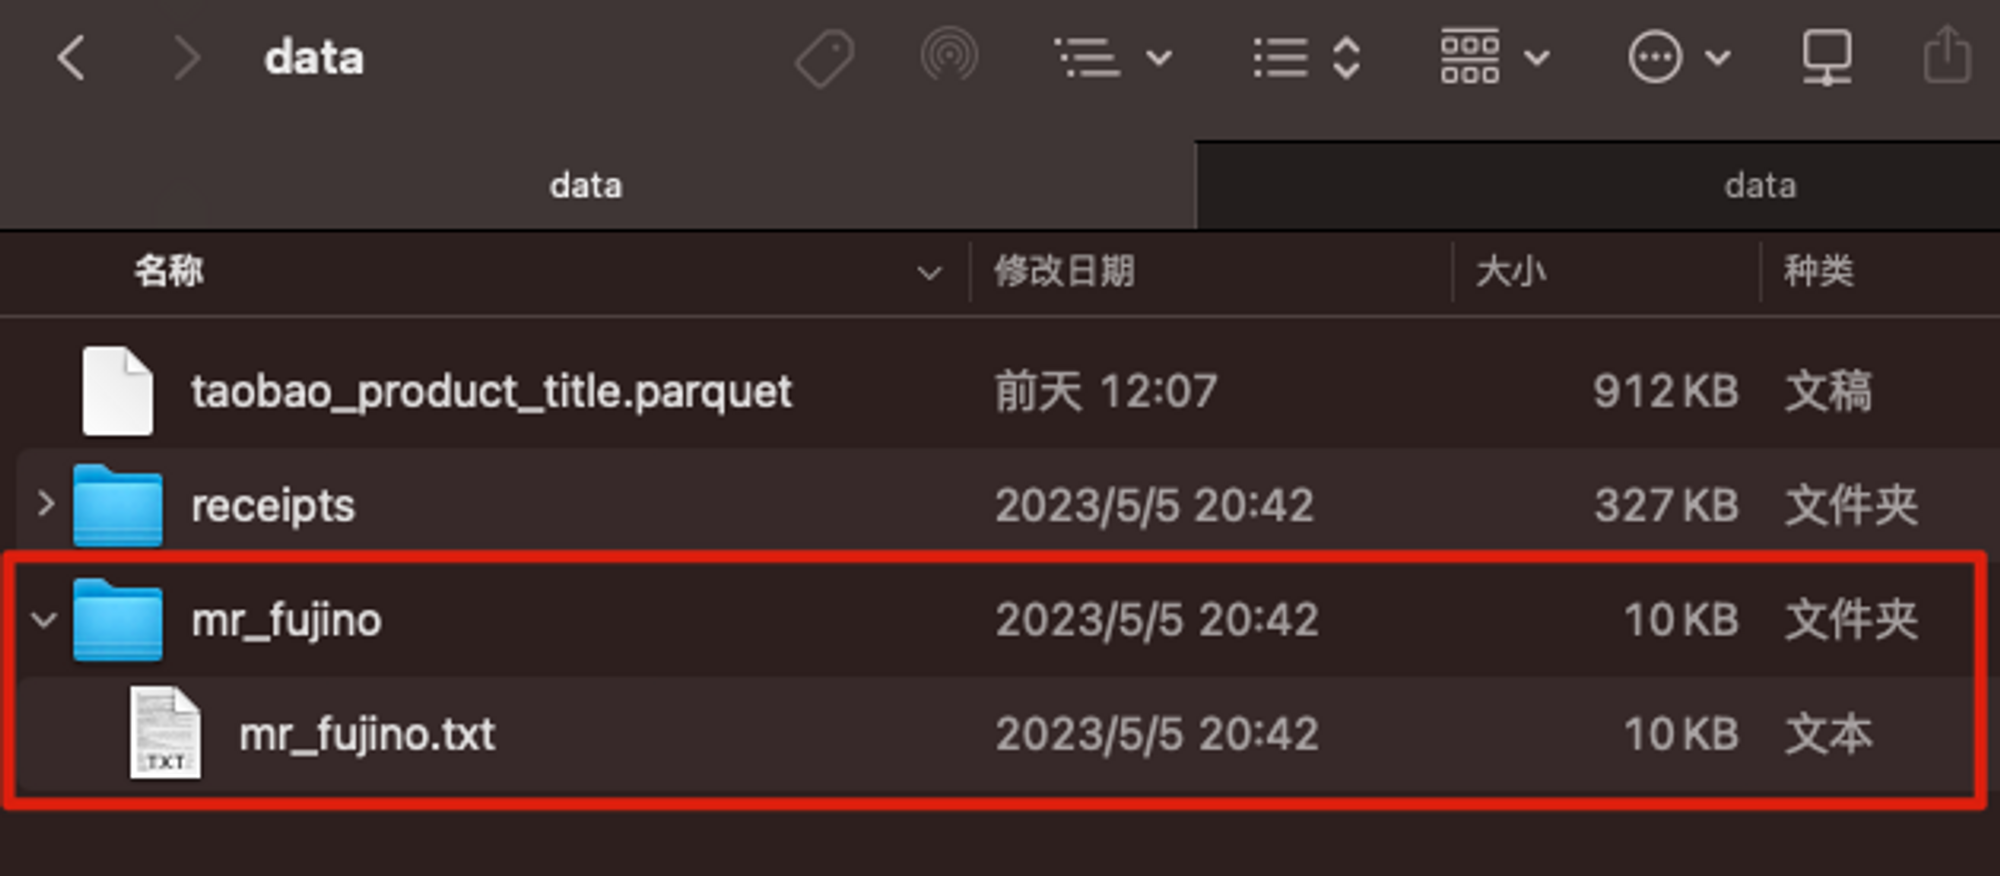 data
data
data
名称 修改日期 大小 种类
taobao_product_title.parquet 前天 12:07 912 KB 文稿
receipts 2023/5/5 20:42 327 KB 文件夹
mr_fujino 2023/5/5 20:42 10 KB 文件夹
TXT mr_fujino.txt 2023/5/5 20:42 10 KB 文本